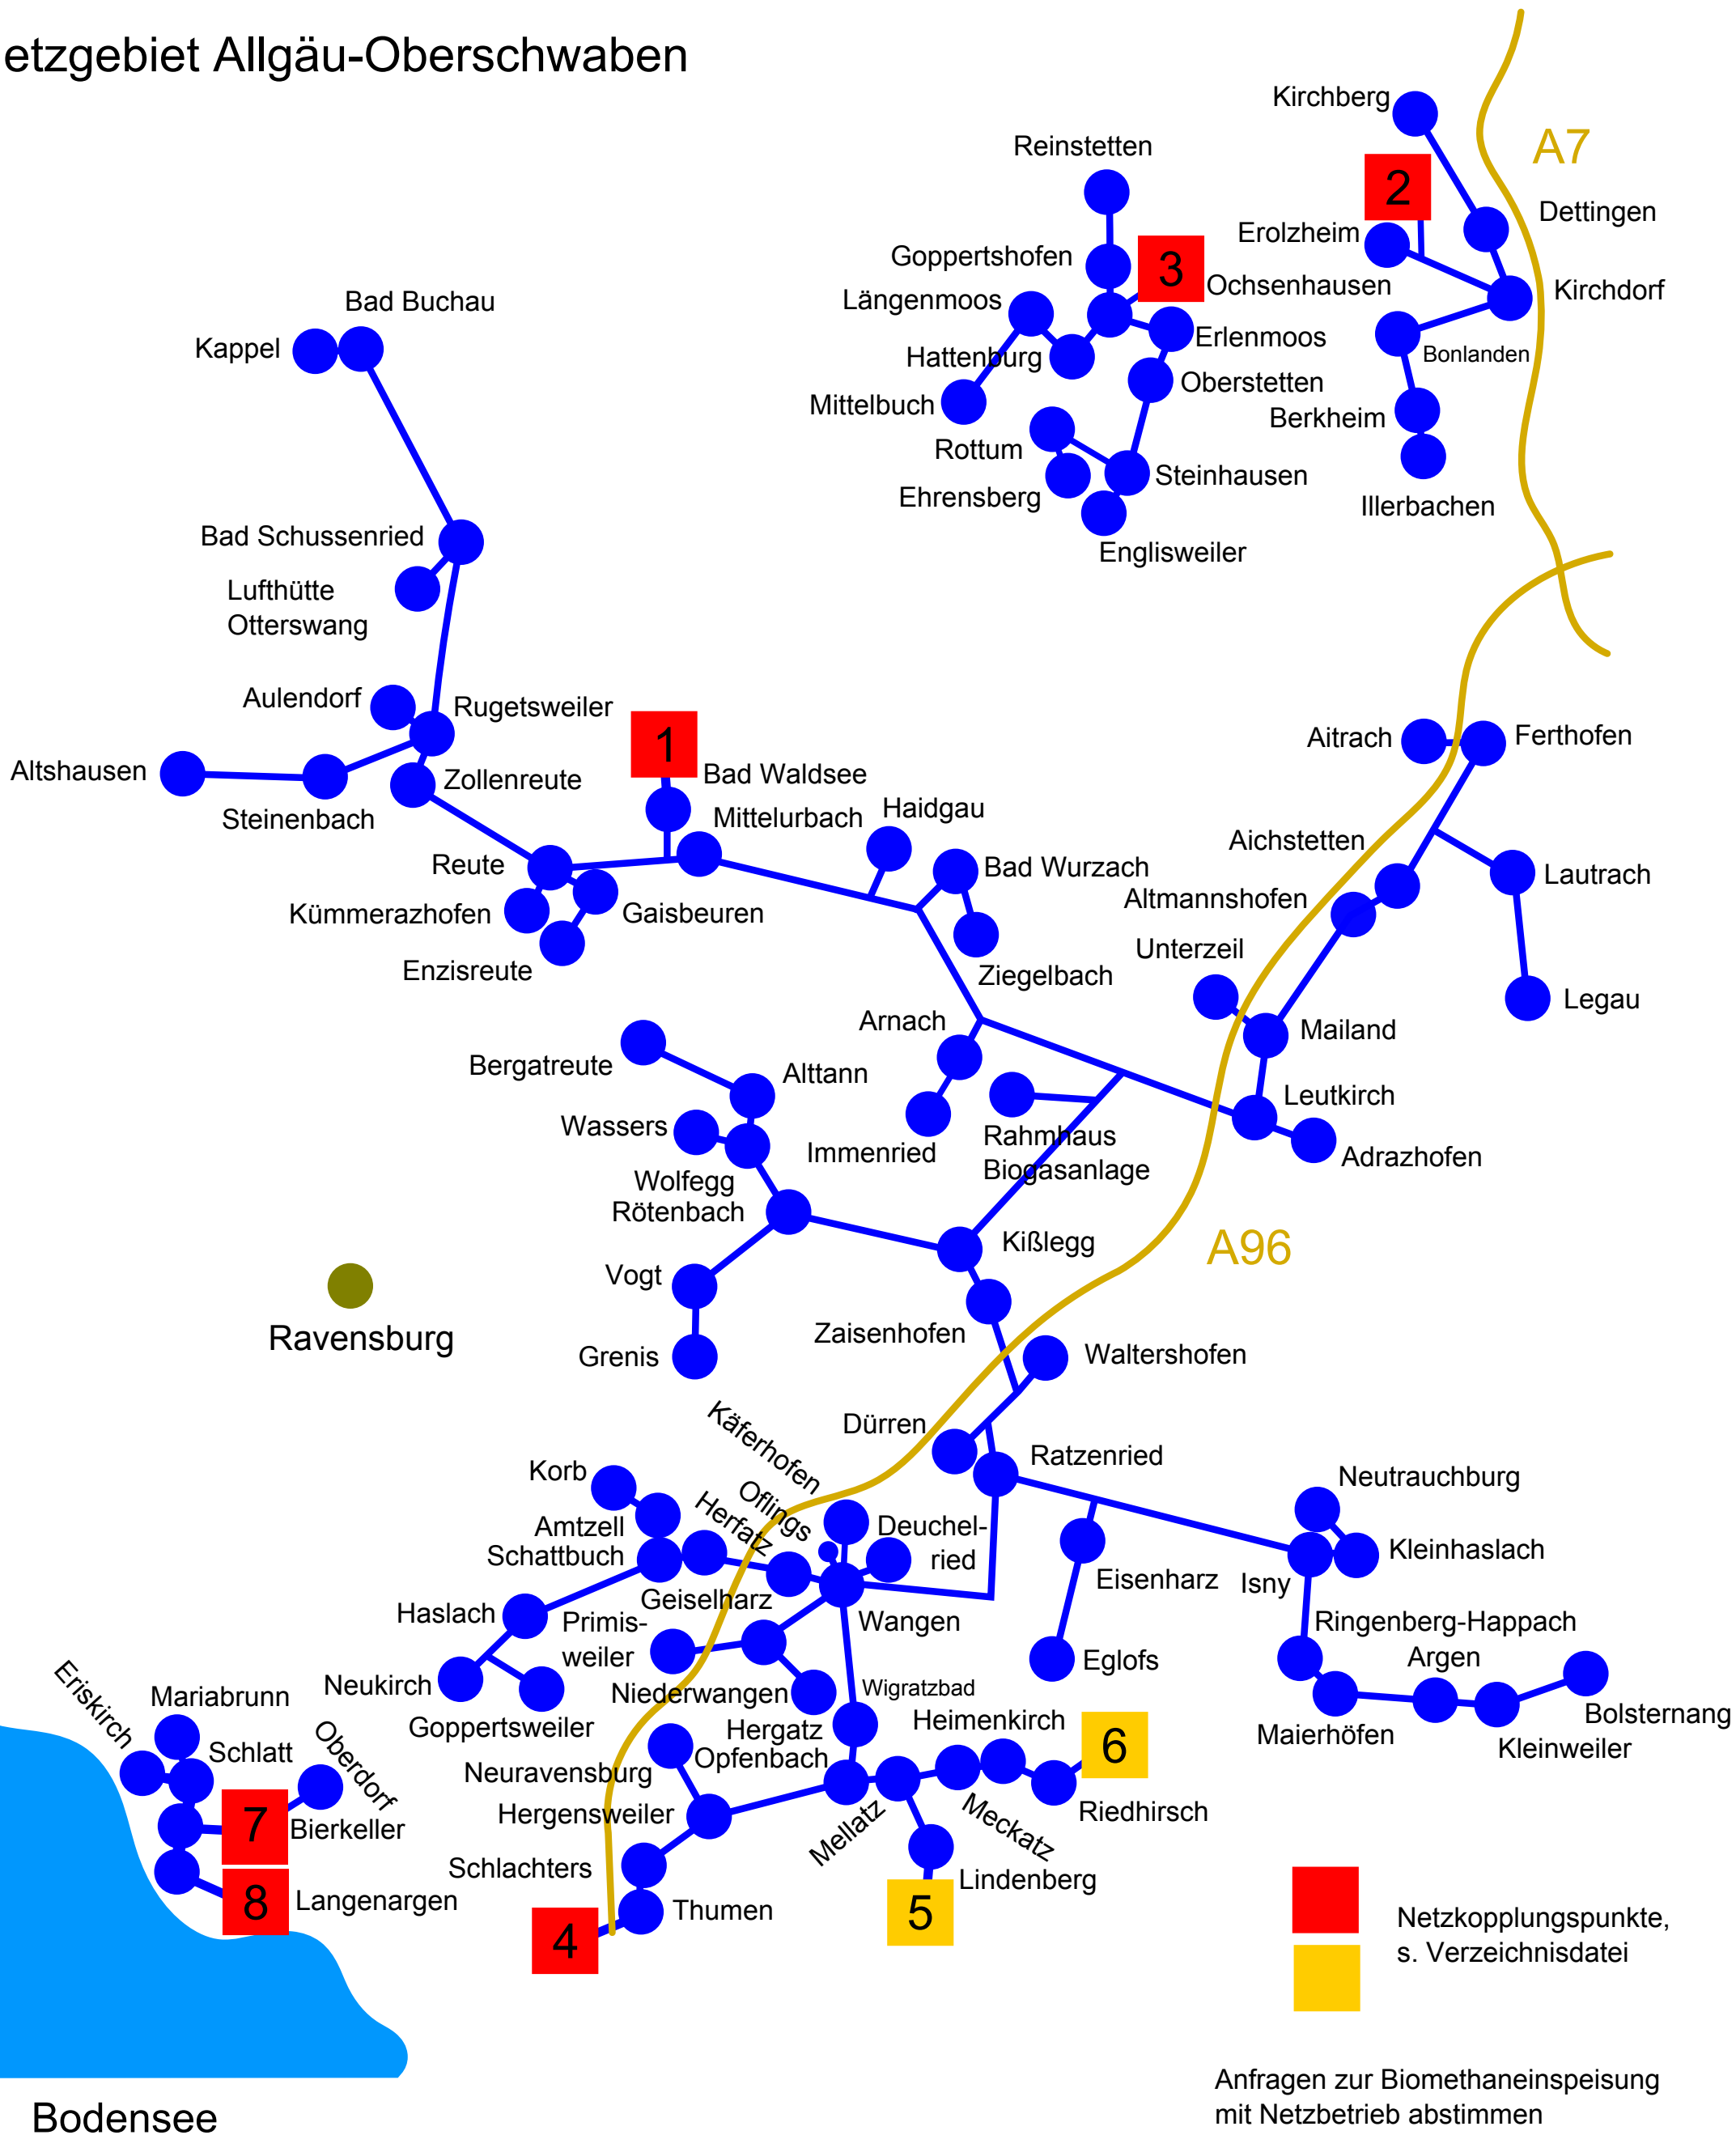 etzgebiet Allgäu-Oberschwaben
Kirchberg
A7
Reinstetten
2
Dettingen
Erolzheim
Goppertshofen
3
Ochsenhausen
Kirchdorf
Längenmoos
Bad Buchau
Erlenmoos
Kappel
Hattenburg
Bonlanden
Oberstetten
Mittelbuch
Berkheim
Rottum
Steinhausen
Ehrensberg
Illerbachen
Bad Schussenried
Englisweiler
Lufthütte
Otterswang
Aulendorf
Rugetsweiler
1
Aitrach
Ferthofen
Altshausen
Zollenreute
Bad Waldsee
Steinenbach
Mittelurbach
Haidgau
Aichstetten
Reute
Bad Wurzach
Lautrach
Altmannshofen
Kümmerazhofen
Gaisbeuren
Unterzeil
Enzisreute
Ziegelbach
Legau
Arnach
Mailand
Bergatreute
Alttann
Leutkirch
Wassers
Rahmhaus
Biogasanlage
Immenried
Adrazhofen
Wolfegg
Rötenbach
Kißlegg
A96
Vogt
Ravensburg
Zaisenhofen
Grenis
Waltershofen
Käferhofen
Dürren
Ratzenried
Korb
Neutrauchburg
Oflings
Herfatz
Amtzell
Deuchel-
ried
Schattbuch
Kleinhaslach
Eisenharz
Isny
Geiselharz
Haslach
Primis-
weiler
Wangen
Ringenberg-Happach
Argen
Eglofs
Neukirch
Niederwangen
Wigratzbad
Eriskirch
Mariabrunn
Goppertsweiler
Hergatz
Heimenkirch
Maierhöfen
Bolsternang
Kleinweiler
Schlatt
Oberdorf
Opfenbach
6
Neuravensburg
Hergensweiler
Riedhirsch
7
Bierkeller
Mellatz
Meckatz
Schlachters
Lindenberg
8
Langenargen
Thumen
5
4
Netzkopplungspunkte,
s. Verzeichnisdatei
Anfragen zur Biomethaneinspeisung
mit Netzbetrieb abstimmen
Bodensee